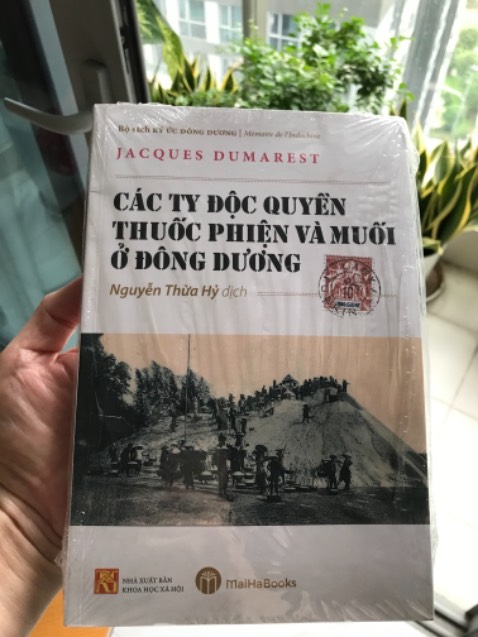 Bộ sách KÝ ỨC ĐÔNG DƯƠNG | Mémoire de l'Indochine
JACQUES DUMAREST
CÁC TY ĐỘC QUYỀN
THUỐC PHIỆN VÀ MUỐI
Ở ĐÔNG DƯƠNG
Nguyễn Thừa Hỷ dịch
NHÀ XUẤT BẢN
KHOA HỌC XÃ HỘI
MaiHaBooks